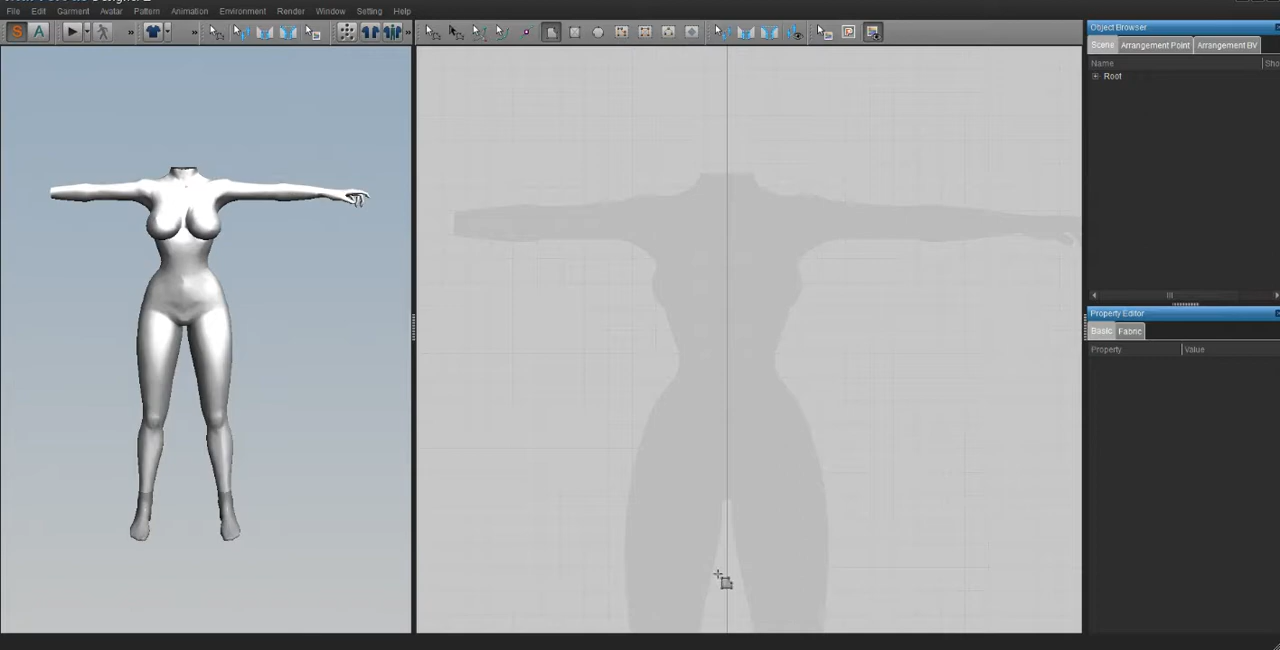 File Edit Garment Avatar Pattern Animation Environment Render Window Setting Help
S A
Object Browser
Scene Arrangement Point Arrangement BV
Name Sho
Root
Property Editor
Basic Fabric
Property Value